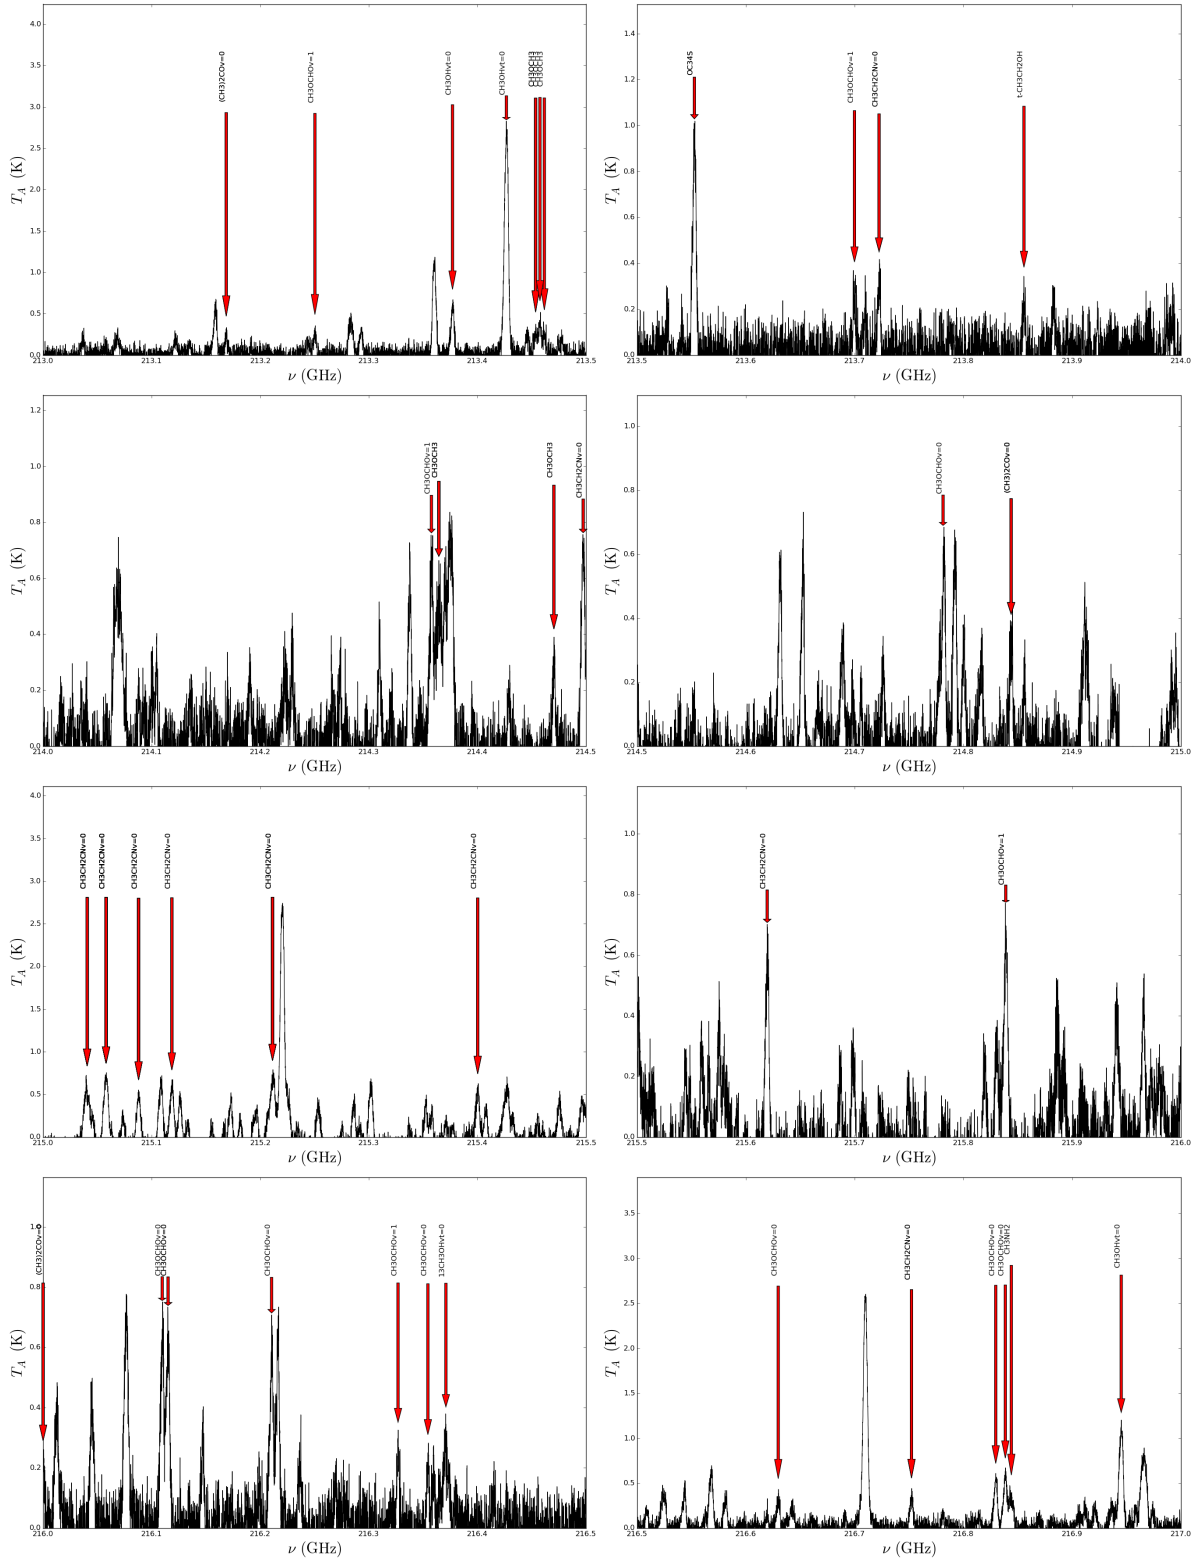 (CH3)2COv=0
CH3OCHOv=1
CH3OHvt=0
CH3OHvt=0
CH3OCH3
CH3OCH3
CH3OCH3
4.0
3.5
3.0
2.5
2.0
1.5
1.0
0.5
0.0
T_A (K)
213.0 213.1 213.2 213.3 213.4 213.5
ν (GHz)
OC34S
CH3OCHOv=1
CH3CH2CNv=0
t-CH3CH2OH
1.4
1.2
1.0
0.8
0.6
0.4
0.2
0.0
T_A (K)
213.5 213.6 213.7 213.8 213.9 214.0
ν (GHz)
CH3OCHOv=1
CH3OCH3
CH3OCH3
CH3CH2CNv=0
1.2
1.0
0.8
0.6
0.4
0.2
0.0
T_A (K)
214.0 214.1 214.2 214.3 214.4 214.5
ν (GHz)
CH3OCHOv=0
(CH3)2COv=0
1.0
0.8
0.6
0.4
0.2
0.0
T_A (K)
214.5 214.6 214.7 214.8 214.9 215.0
ν (GHz)
CH3CH2CNv=0
CH3CH2CNv=0
CH3CH2CNv=0
CH3CH2CNv=0
CH3CH2CNv=0
CH3CH2CNv=0
4.0
3.5
3.0
2.5
2.0
1.5
1.0
0.5
0.0
T_A (K)
215.0 215.1 215.2 215.3 215.4 215.5
ν (GHz)
CH3CH2CNv=0
CH3OCHOv=1
1.0
0.8
0.6
0.4
0.2
0.0
T_A (K)
215.5 215.6 215.7 215.8 215.9 216.0
ν (GHz)
(CH3)2COv=0
CH3OCHOv=0
CH3OCHOv=0
CH3OCHOv=0
CH3OCHOv=1
CH3OCHOv=0
13CH3OHvt=0
1.0
0.8
0.6
0.4
0.2
0.0
T_A (K)
216.0 216.1 216.2 216.3 216.4 216.5
ν (GHz)
CH3OCHOv=0
CH3CH2CNv=0
CH3OCHOv=0
CH3OCHOv=0
CH3NH2
CH3OHvt=0
3.5
3.0
2.5
2.0
1.5
1.0
0.5
0.0
T_A (K)
216.5 216.6 216.7 216.8 216.9 217.0
ν (GHz)